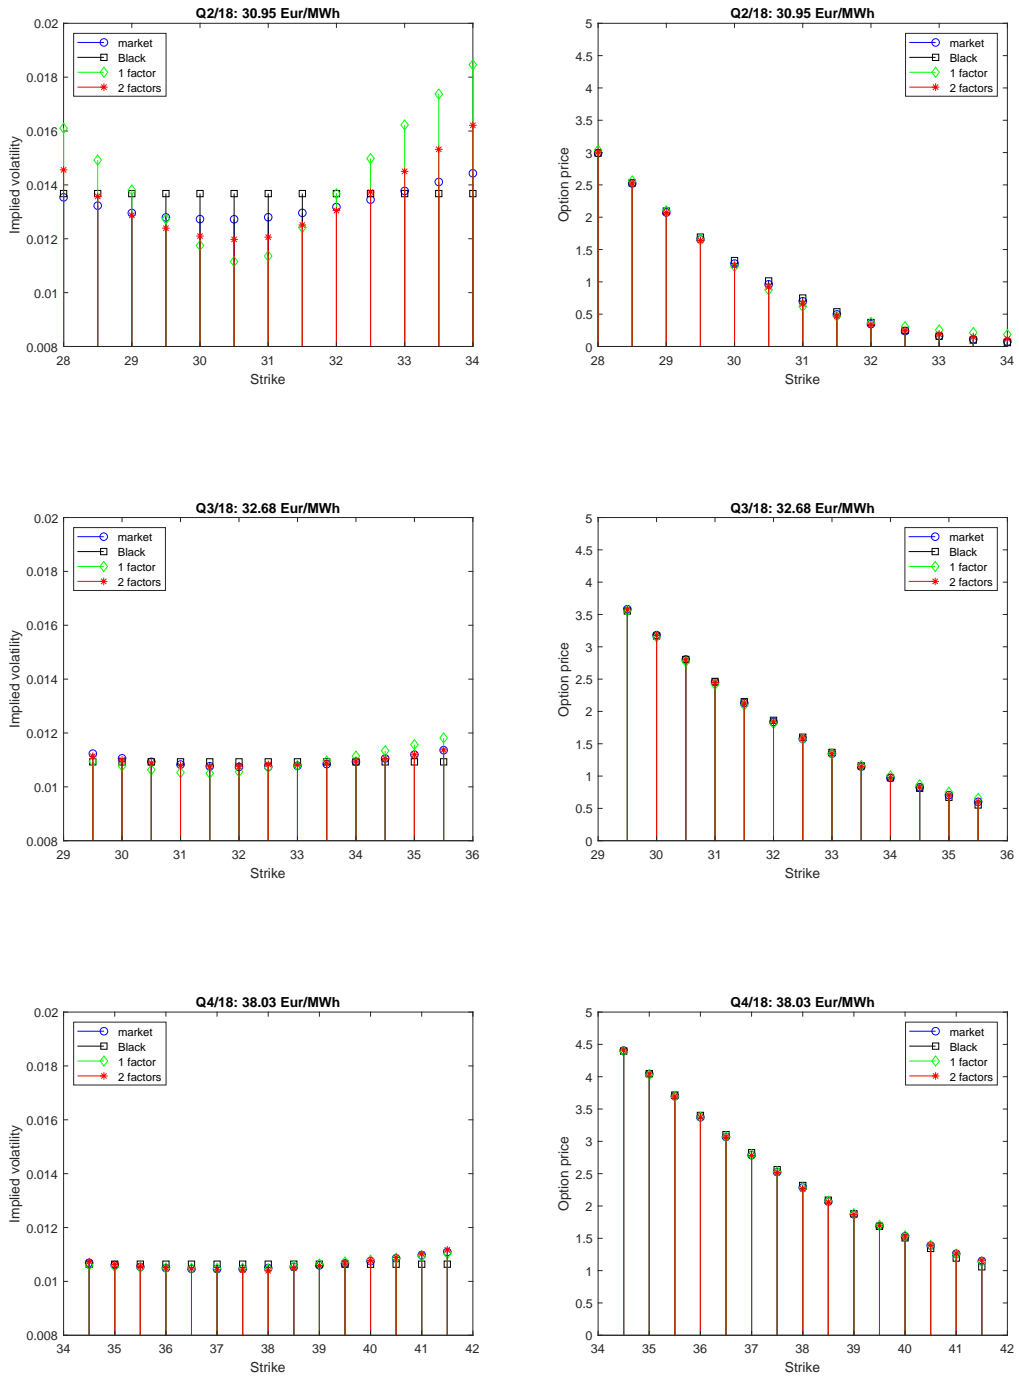 Q2/18: 30.95 Eur/MWh
0.02
0.018
0.016
0.014
0.012
0.01
0.008
Implied volatility
market
Black
1 factor
2 factors
28 29 30 31 32 33 34
Strike
Q2/18: 30.95 Eur/MWh
5
4.5
4
3.5
3
2.5
2
1.5
1
0.5
0
Option price
market
Black
1 factor
2 factors
28 29 30 31 32 33 34
Strike
Q3/18: 32.68 Eur/MWh
0.02
0.018
0.016
0.014
0.012
0.01
0.008
Implied volatility
market
Black
1 factor
2 factors
29 30 31 32 33 34 35 36
Strike
Q3/18: 32.68 Eur/MWh
5
4.5
4
3.5
3
2.5
2
1.5
1
0.5
0
Option price
market
Black
1 factor
2 factors
29 30 31 32 33 34 35 36
Strike
Q4/18: 38.03 Eur/MWh
0.02
0.018
0.016
0.014
0.012
0.01
0.008
Implied volatility
market
Black
1 factor
2 factors
34 35 36 37 38 39 40 41 42
Strike
Q4/18: 38.03 Eur/MWh
5
4.5
4
3.5
3
2.5
2
1.5
1
0.5
0
Option price
market
Black
1 factor
2 factors
34 35 36 37 38 39 40 41 42
Strike